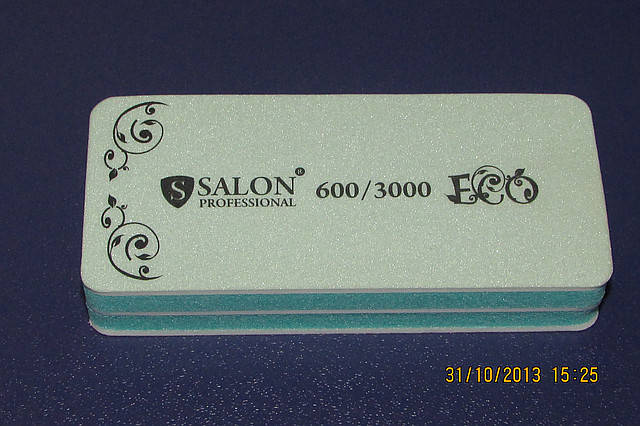 S SALON® 600/3000 ECO
PROFESSIONAL
31/10/2013 15:25